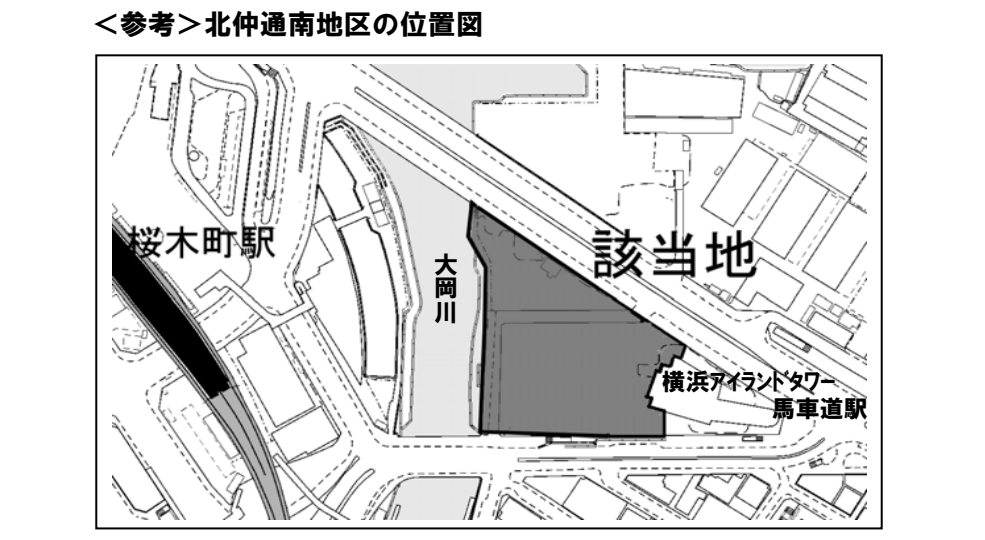 ＜参考＞北仲通南地区の位置図
桜木町駅
該当地
大岡川
横浜アイランドタワー
馬車道駅